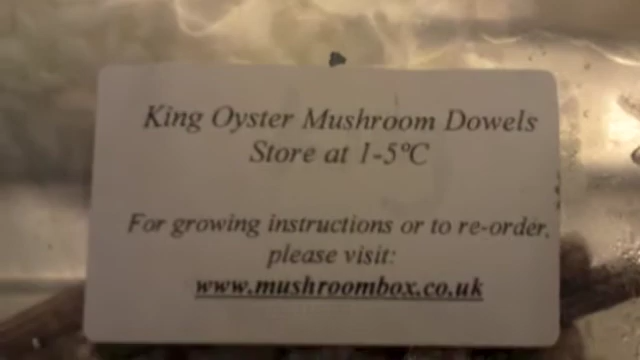 King Oyster Mushroom Dowels
Store at 1-5°C
For growing instructions or to re-order,
please visit:
www.mushroombox.co.uk